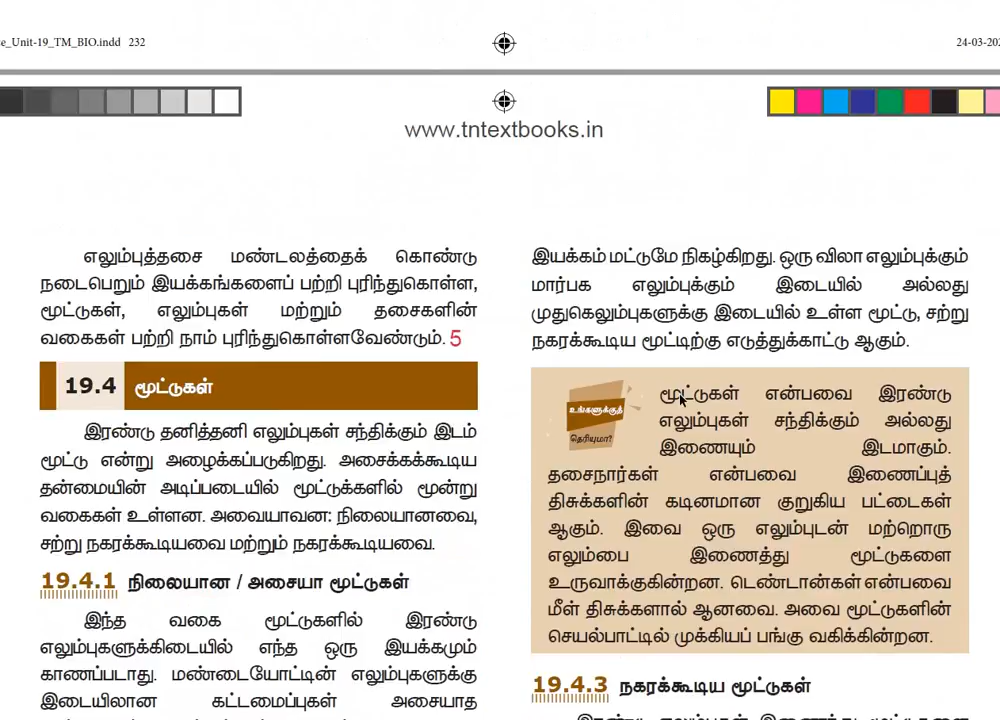 e_Unit-19_TM_BIO.indd 232
24-03-202
www.tntextbooks.in
எலும்புத்தசை மண்டலத்தைக் கொண்டு
நடைபெறும் இயக்கங்களைப் பற்றி புரிந்துகொள்ள,
மூட்டுகள், எலும்புகள் மற்றும் தசைகளின்
வகைகள் பற்றி நாம் புரிந்துகொள்ளவேண்டும். 5
19.4 மூட்டுகள்
இரண்டு தனித்தனி எலும்புகள் சந்திக்கும் இடம்
மூட்டு என்று அழைக்கப்படுகிறது. அசைக்கக்கூடிய
தன்மையின் அடிப்படையில் மூட்டுக்களில் மூன்று
வகைகள் உள்ளன. அவையாவன: நிலையானவை,
சற்று நகரக்கூடியவை மற்றும் நகரக்கூடியவை.
19.4.1 நிலையான / அசையா மூட்டுகள்
இந்த வகை மூட்டுகளில் இரண்டு
எலும்புகளுக்கிடையில் எந்த ஒரு இயக்கமும்
காணப்படாது. மண்டையோட்டின் எலும்புகளுக்கு
இடையிலான கட்டமைப்புகள் அசையாத
இயக்கம் மட்டுமே நிகழ்கிறது. ஒரு விலா எலும்புக்கும்
மார்பக எலும்புக்கும் இடையில் அல்லது
முதுகெலும்புகளுக்கு இடையில் உள்ள மூட்டு, சற்று
நகரக்கூடிய மூட்டிற்கு எடுத்துக்காட்டு ஆகும்.
உங்களுக்குத்
தெரியுமா?
மூட்டுகள் என்பவை இரண்டு
எலும்புகள் சந்திக்கும் அல்லது
இணையும் இடமாகும்.
தசைநார்கள் என்பவை இணைப்புத்
திசுக்களின் கடினமான குறுகிய பட்டைகள்
ஆகும். இவை ஒரு எலும்புடன் மற்றொரு
எலும்பை இணைத்து மூட்டுகளை
உருவாக்குகின்றன. டெண்டான்கள் என்பவை
மீள் திசுக்களால் ஆனவை. அவை மூட்டுகளின்
செயல்பாட்டில் முக்கியப் பங்கு வகிக்கின்றன.
19.4.3 நகரக்கூடிய மூட்டுகள்